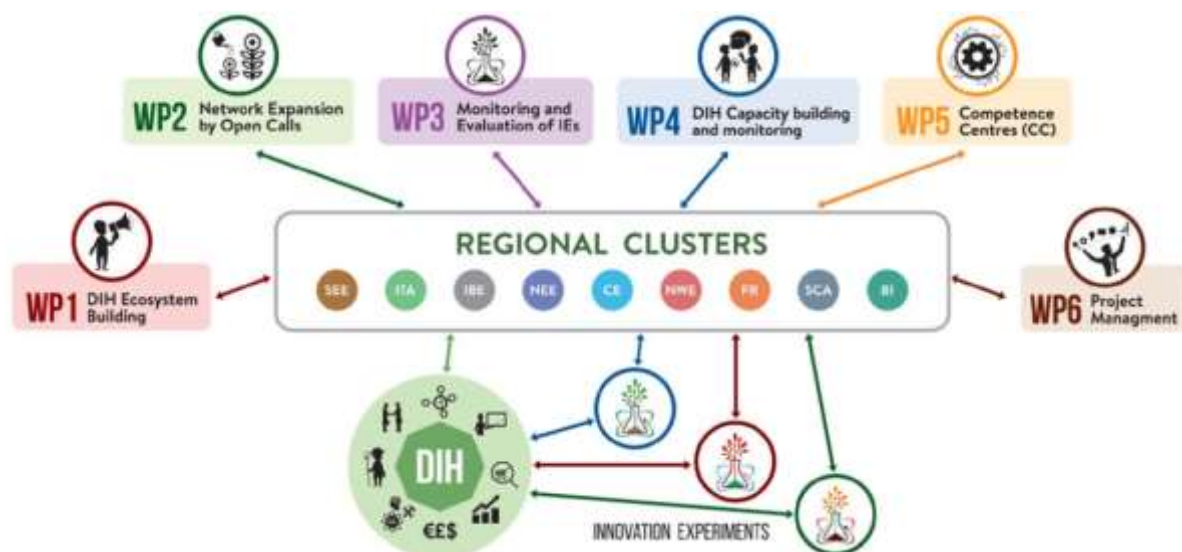 WP2 Network Expansion
by Open Calls
WP3 Monitoring and
Evaluation of IEs
WP4 DIH Capacity building
and monitoring
WP5 Competence
Centres (CC)
WP1 DIH Ecosystem
Building
REGIONAL CLUSTERS
SEE ITA IBE NEE CE NWE FR SCA BI
WP6 Project
Managment
DIH
€£$
INNOVATION EXPERIMENTS